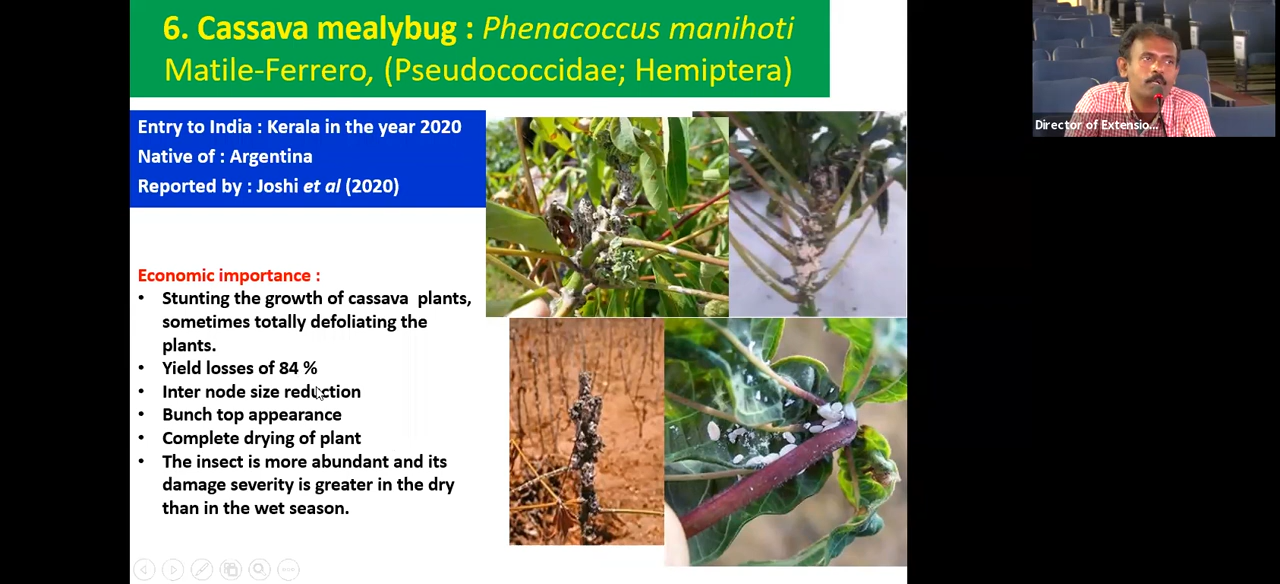 6. Cassava mealybug : Phenacoccus manihoti
Matile-Ferrero, (Pseudococcidae; Hemiptera)
Entry to India : Kerala in the year 2020
Native of : Argentina
Reported by : Joshi et al (2020)
Economic importance :
• Stunting the growth of cassava plants,
sometimes totally defoliating the
plants.
• Yield losses of 84 %
• Inter node size reduction
• Bunch top appearance
• Complete drying of plant
• The insect is more abundant and its
damage severity is greater in the dry
than in the wet season.
Director of Extensio...